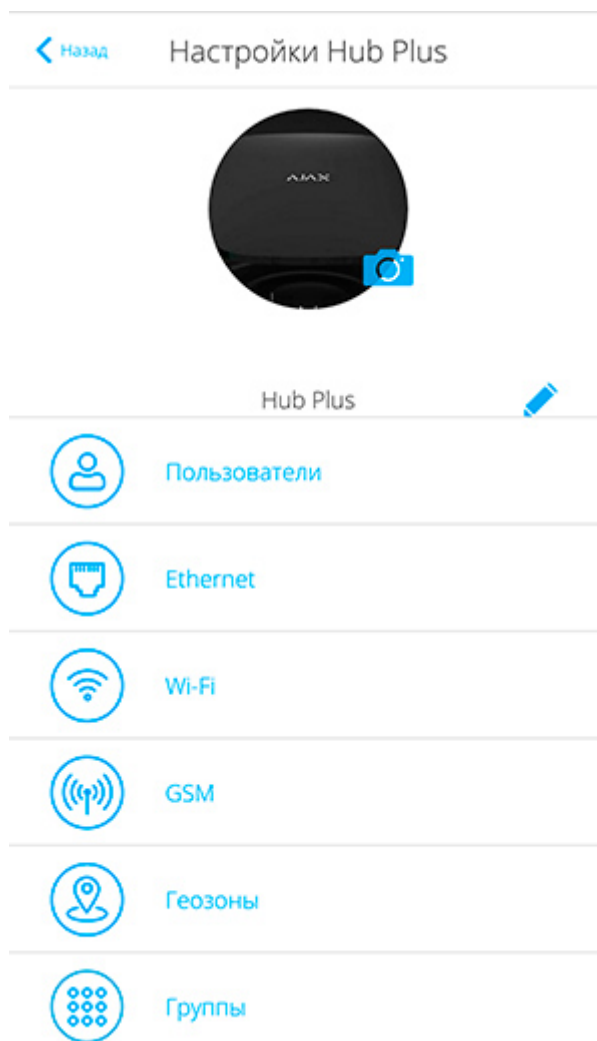 Назад
Настройки Hub Plus
AJAX
Hub Plus
Пользователи
Ethernet
Wi-Fi
GSM
Геозоны
Группы